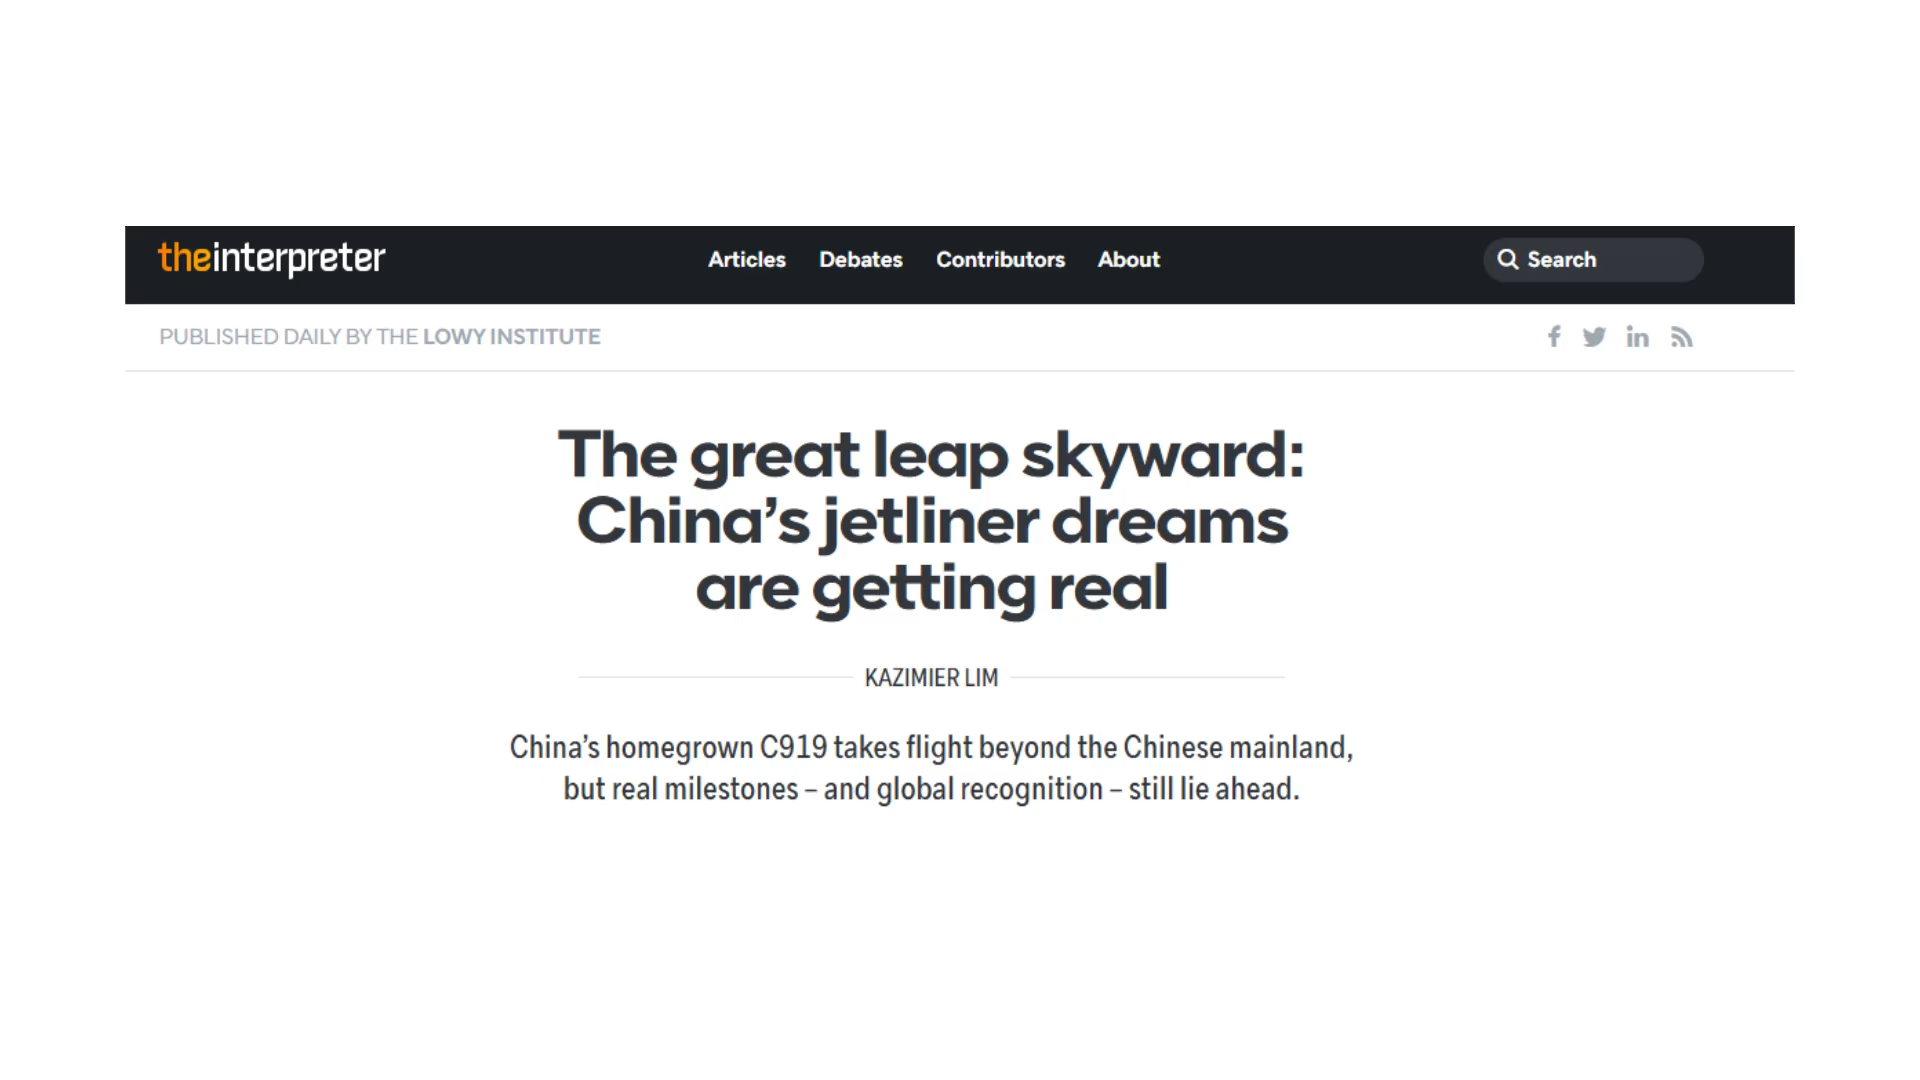 theinterpreter
Articles Debates Contributors About
Search
PUBLISHED DAILY BY THE LOWY INSTITUTE
The great leap skyward:
China’s jetliner dreams
are getting real
KAZIMIER LIM
China’s homegrown C919 takes flight beyond the Chinese mainland,
but real milestones – and global recognition – still lie ahead.